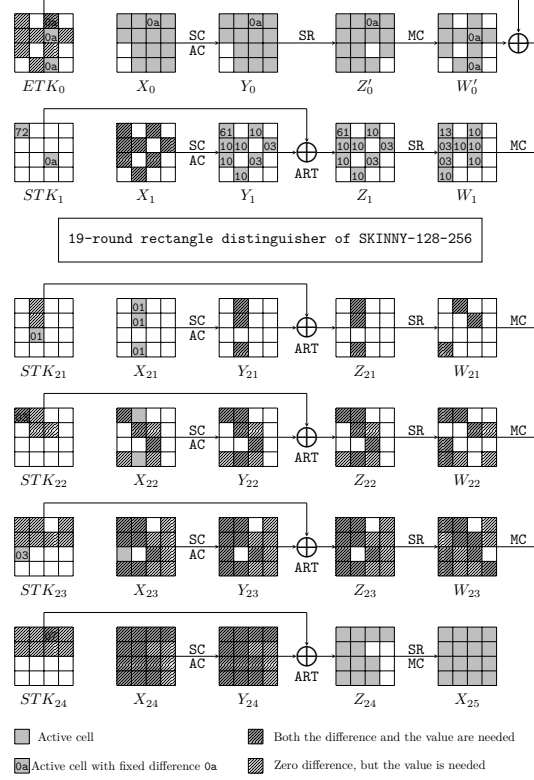 0a 0a 0a
0a 0a 0a 0a
SC SR MC
AC
0a 0a
ETK0 X0 Y0 Z′0 W′0
72 61 10 61 10 13 10
SC SR MC
10 10 03 10 10 03 03 10 10
AC
0a 10 03 10 03 03
ART
10 10 10
STK1 X1 Y1 Z1 W1
19-round rectangle distinguisher of SKINNY-128-256
01
01
SC SR MC
AC
01
ART
01
STK21 X21 Y21 Z21 W21
03
SC SR MC
AC
ART
STK22 X22 Y22 Z22 W22
SC SR MC
03
AC
ART
STK23 X23 Y23 Z23 W23
SC SR
AC MC
ART
STK24 X24 Y24 Z24 X25
Active cell Both the difference and the value are needed
0a Active cell with fixed difference 0a Zero difference, but the value is needed